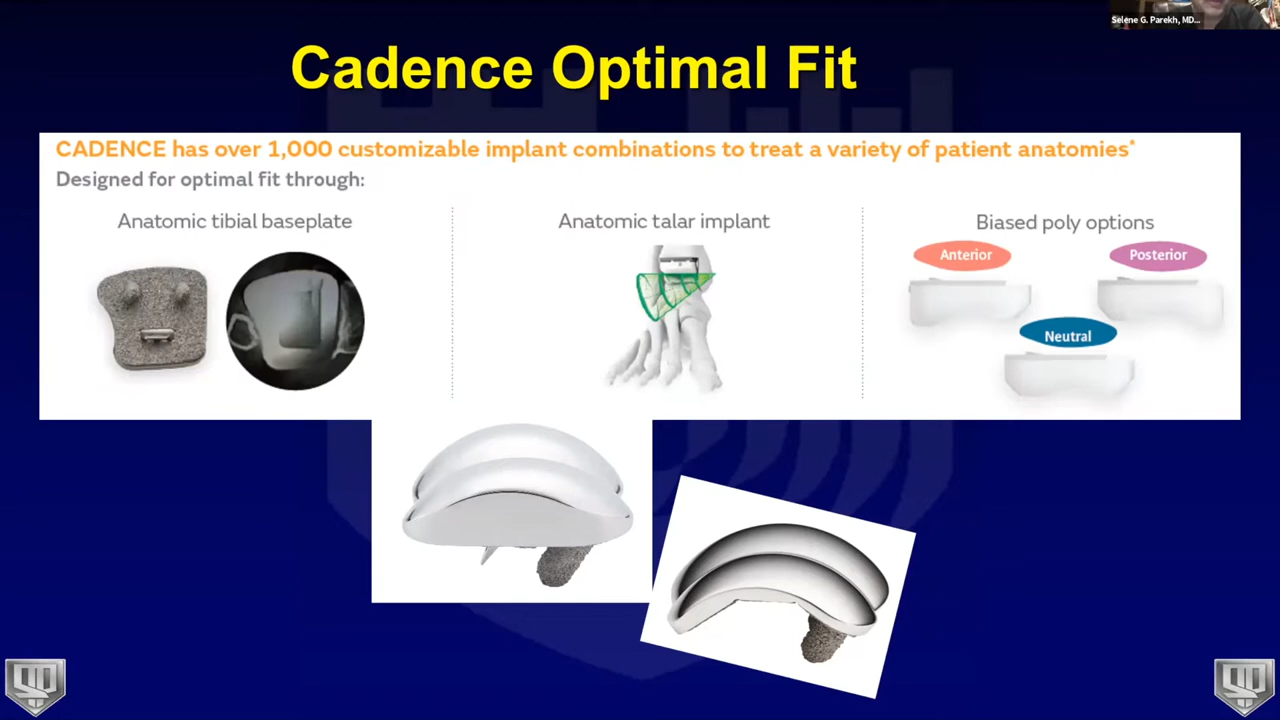 Selene G. Parekh, MD...
Cadence Optimal Fit
CADENCE has over 1,000 customizable implant combinations to treat a variety of patient anatomies*
Designed for optimal fit through:
Anatomic tibial baseplate
Anatomic talar implant
Biased poly options
Anterior
Posterior
Neutral